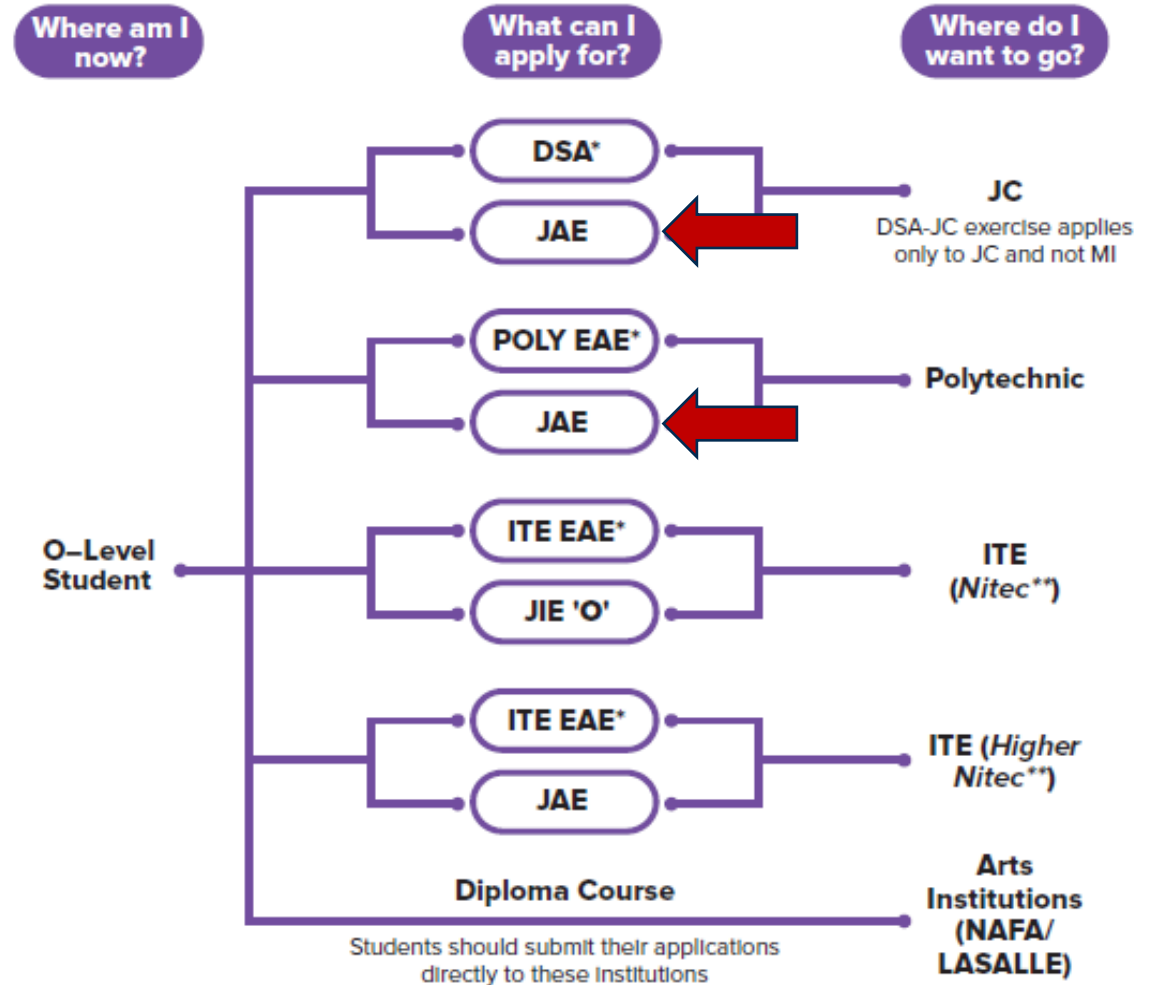 Where am I
now?
What can I
apply for?
Where do I
want to go?
DSA*
JAE
JC
DSA-JC exercise applies
only to JC and not MI
POLY EAE*
JAE
Polytechnic
O–Level
Student
ITE EAE*
JIE 'O'
ITE
(Nitec**)
ITE EAE*
JAE
ITE (Higher
Nitec**)
Diploma Course
Students should submit their applications
directly to these institutions
Arts
Institutions
(NAFA/
LASALLE)